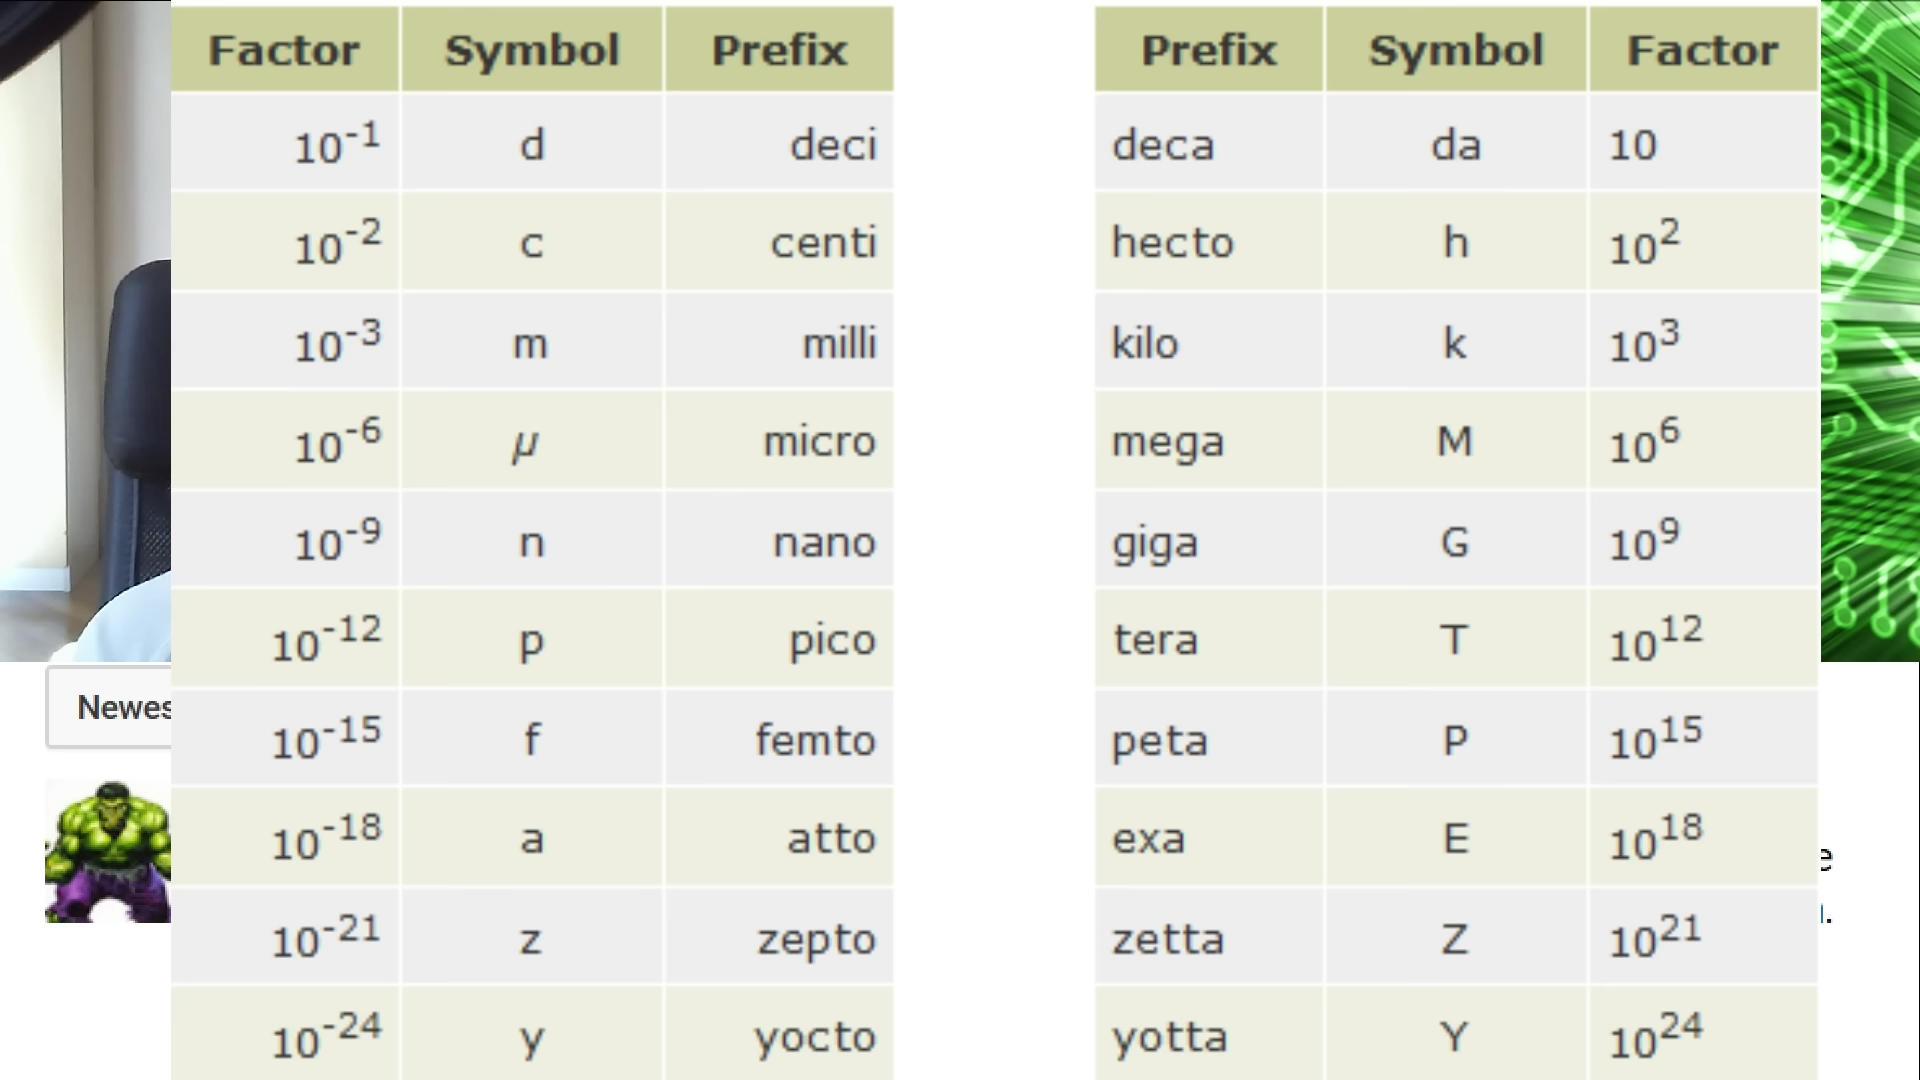 Factor Symbol Prefix Prefix Symbol Factor
10-1 d deci deca da 10
10-2 c centi hecto h 102
10-3 m milli kilo k 103
10-6 μ micro mega M 106
10-9 n nano giga G 109
10-12 p pico tera T 1012
10-15 f femto peta P 1015
10-18 a atto exa E 1018
10-21 z zepto zetta Z 1021
10-24 y yocto yotta Y 1024
Newes